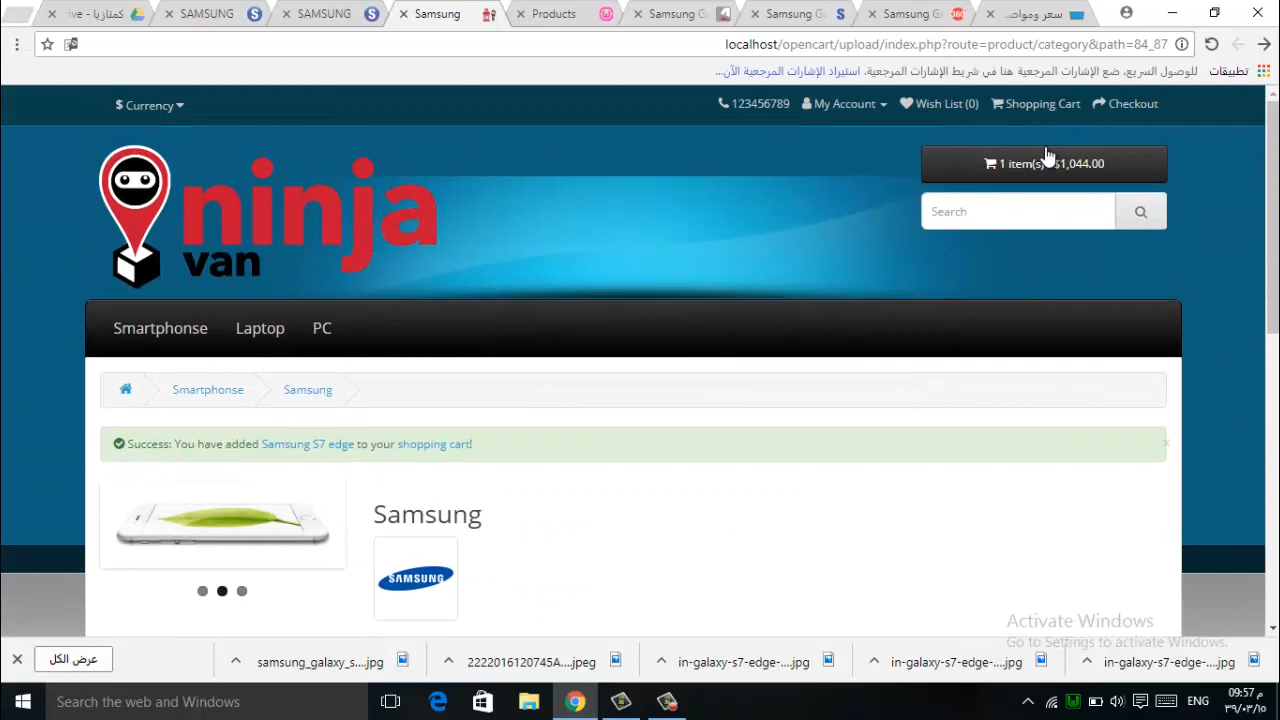 كمتازيا - rive
SAMSUNG
SAMSUNG
Samsung
Products
Samsung G
Samsung G
Samsung G
سعر ومواص
localhost/opencart/upload/index.php?route=product/category&path=84_87
تطبيقات
للوصول السريع، ضع الإشارات المرجعية هنا في شريط الإشارات المرجعية. استيراد الإشارات المرجعية الآن...
$ Currency
123456789
My Account
Wish List (0)
Shopping Cart
Checkout
ninja
van
1 item(s) $1,044.00
Search
Smartphonse
Laptop
PC
Smartphonse
Samsung
Success: You have added Samsung S7 edge to your shopping cart!
×
Samsung
SAMSUNG
Activate Windows
Go to Settings to activate Windows.
عرض الكل
samsung_galaxy_s....jpg
2222016120745A....jpeg
in-galaxy-s7-edge-....jpg
in-galaxy-s7-edge-....jpg
in-galaxy-s7-edge-....jpg
Search the web and Windows
ENG
09:57 م
٣٩/٠٣/١٥